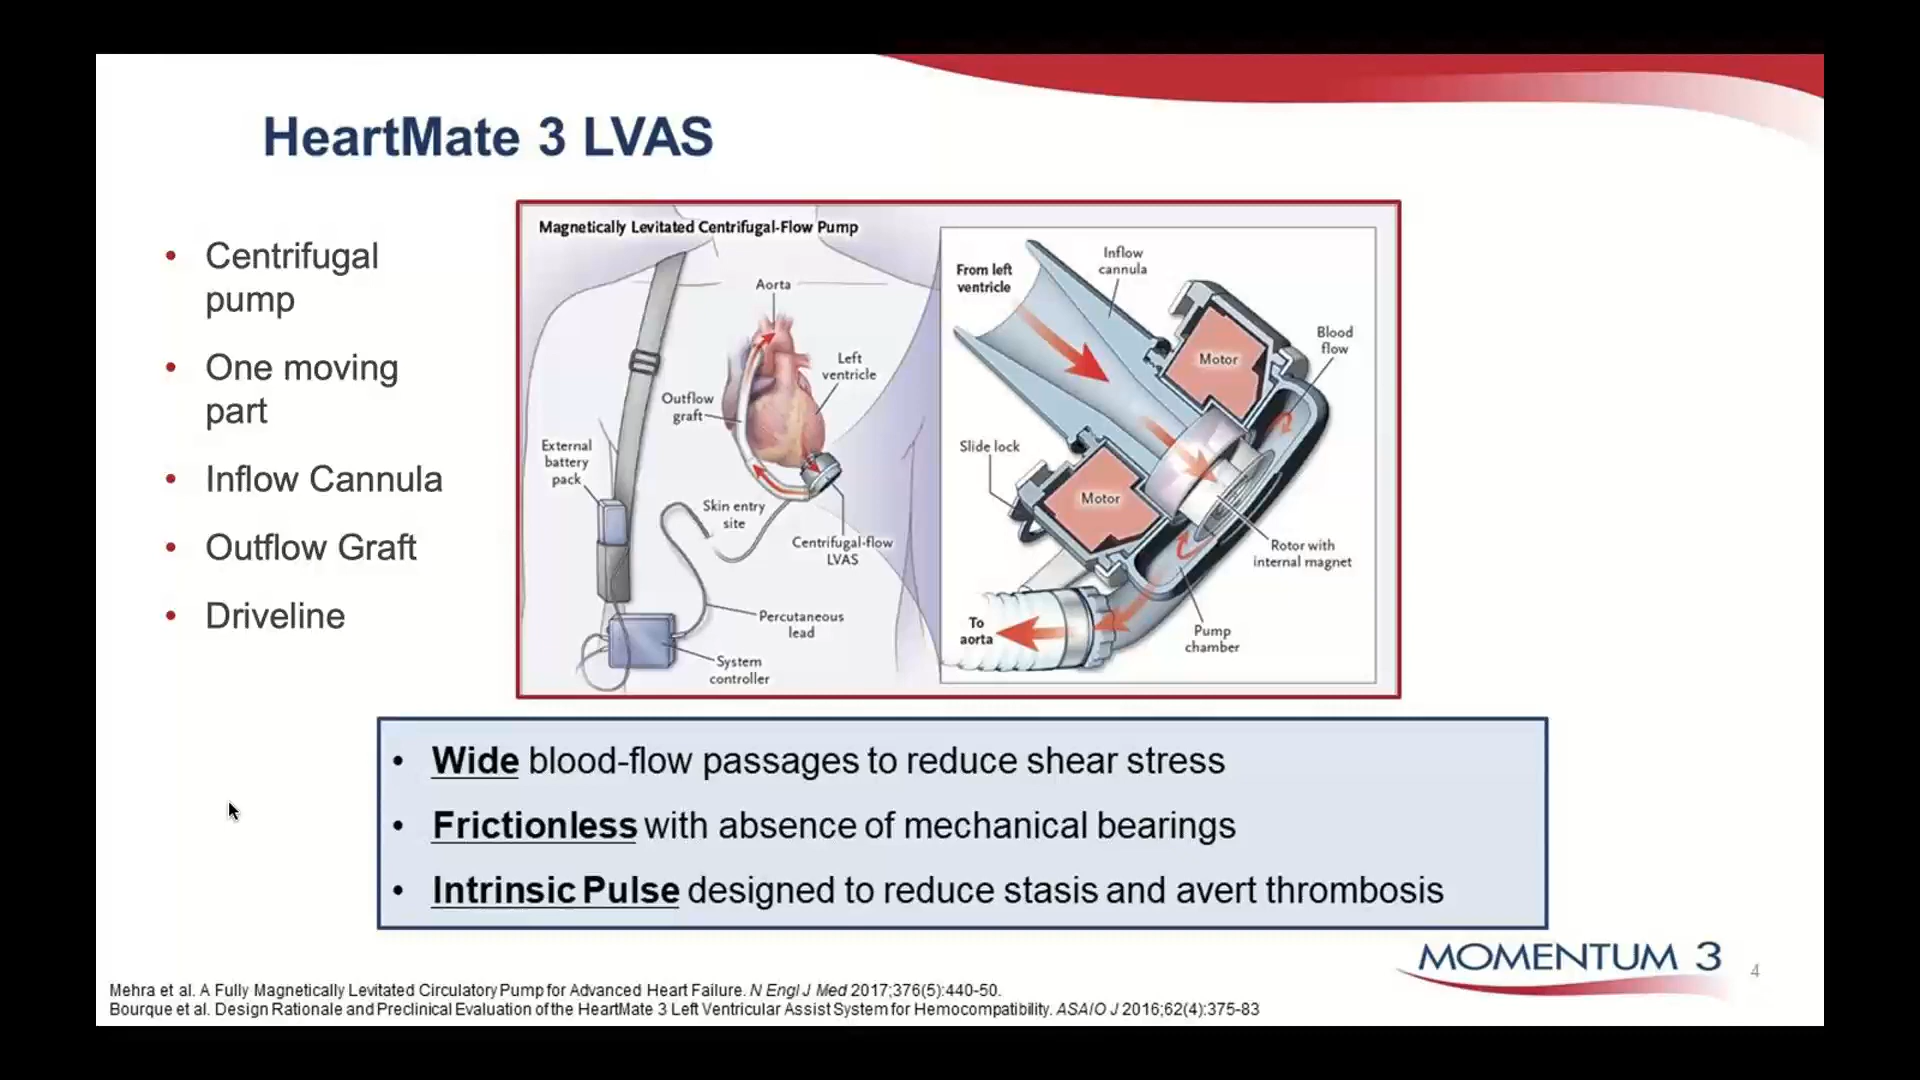 HeartMate 3 LVAS
• Centrifugal
pump
• One moving
part
• Inflow Cannula
• Outflow Graft
• Driveline
Magnetically Levitated Centrifugal-Flow Pump
Aorta
Left
ventricle
Outflow
graft
External
battery
pack
Skin entry
site
Centrifugal-flow
LVAS
Percutaneous
lead
System
controller
From left
ventricle
Inflow
cannula
Motor
Blood
flow
Slide lock
Motor
Rotor with
internal magnet
To
aorta
Pump
chamber
• Wide blood-flow passages to reduce shear stress
• Frictionless with absence of mechanical bearings
• Intrinsic Pulse designed to reduce stasis and avert thrombosis
MOMENTUM 3
4
Mehra et al. A Fully Magnetically Levitated Circulatory Pump for Advanced Heart Failure. N Engl J Med 2017;376(5):440-50.
Bourque et al. Design Rationale and Preclinical Evaluation of the HeartMate 3 Left Ventricular Assist System for Hemocompatibility. ASAIO J 2016;62(4):375-83